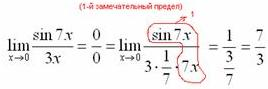 (1-й замечательный предел)
1
lim x→0 sin 7x / 3x = 0/0 = lim x→0 sin 7x / (3 · 1/7 · 7x) = 1 / (3/7) = 7/3